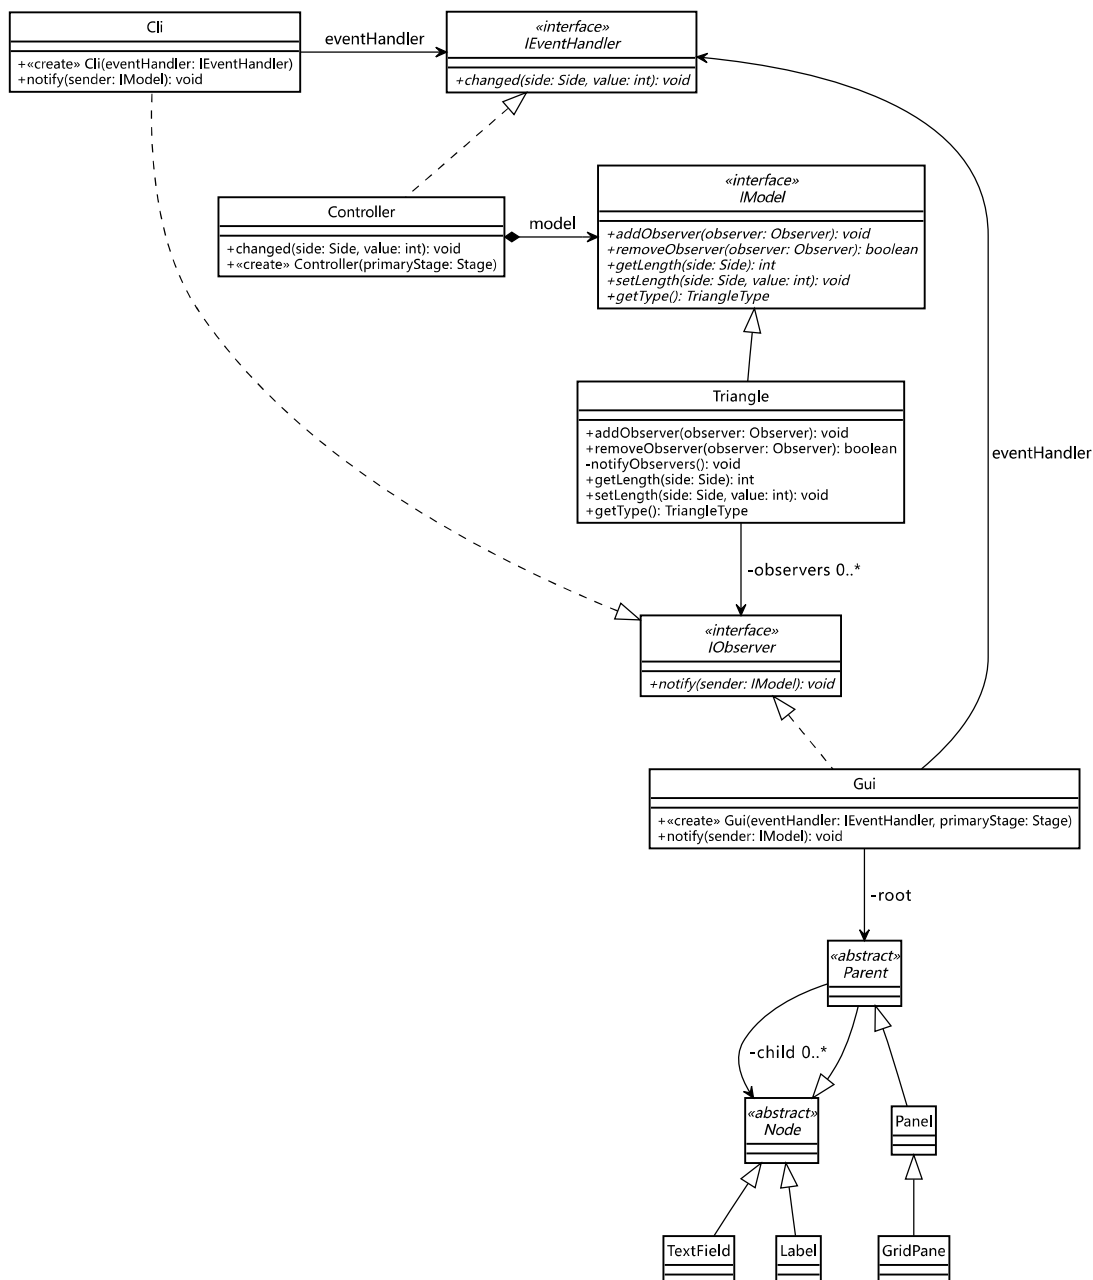 Cli
+«create» Cli(eventHandler: IEventHandler)
+notify(sender: IModel): void
eventHandler
«interface»
IEventHandler
+changed(side: Side, value: int): void
Controller
+changed(side: Side, value: int): void
+«create» Controller(primaryStage: Stage)
model
«interface»
IModel
+addObserver(observer: Observer): void
+removeObserver(observer: Observer): boolean
+getLength(side: Side): int
+setLength(side: Side, value: int): void
+getType(): TriangleType
Triangle
+addObserver(observer: Observer): void
+removeObserver(observer: Observer): boolean
-notifyObservers(): void
+getLength(side: Side): int
+setLength(side: Side, value: int): void
+getType(): TriangleType
eventHandler
-observers 0..*
«interface»
IObserver
+notify(sender: IModel): void
Gui
+«create» Gui(eventHandler: IEventHandler, primaryStage: Stage)
+notify(sender: IModel): void
-root
«abstract»
Parent
-child 0..*
«abstract»
Node
Panel
TextField
Label
GridPane